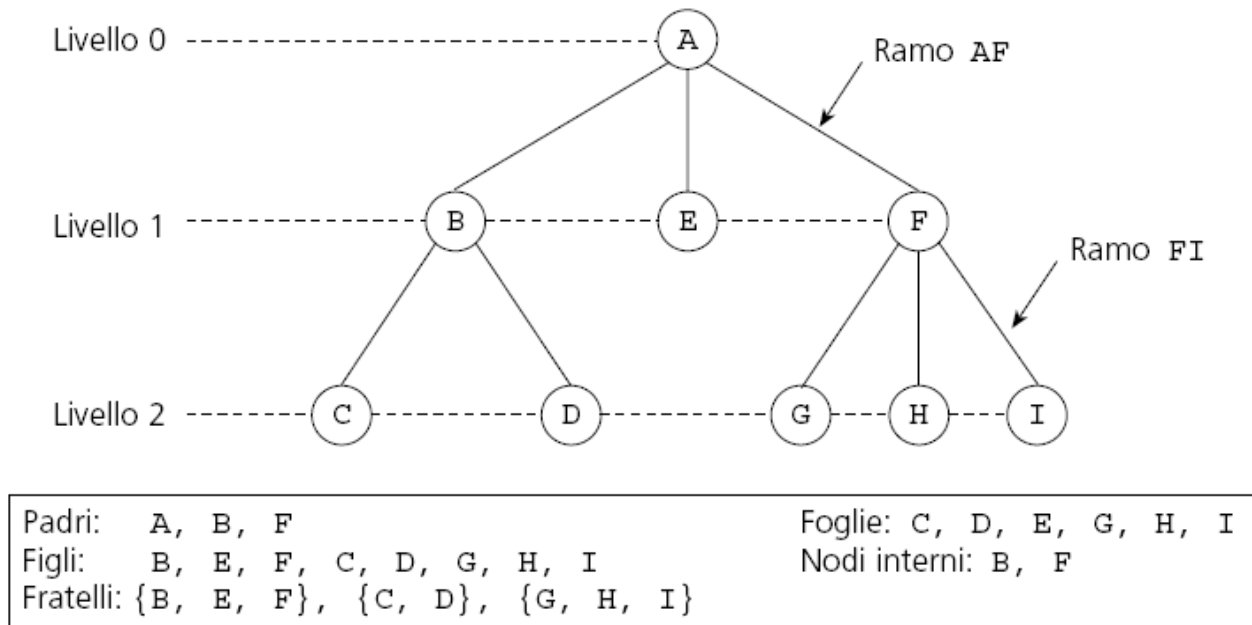 Livello 0
A
Ramo AF
Livello 1
B
E
F
Ramo FI
Livello 2
C
D
G
H
I
Padri: A, B, F
Figli: B, E, F, C, D, G, H, I
Fratelli: {B, E, F}, {C, D}, {G, H, I}
Foglie: C, D, E, G, H, I
Nodi interni: B, F